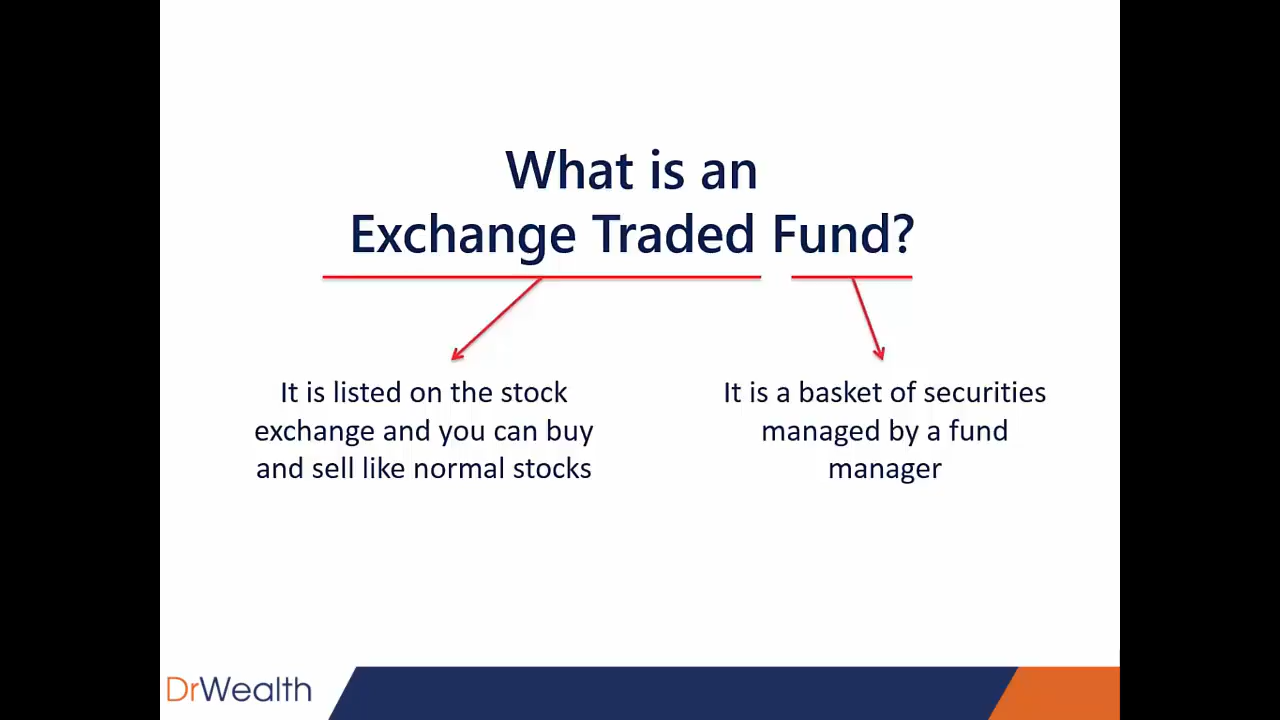 What is an
Exchange Traded Fund?
It is listed on the stock
exchange and you can buy
and sell like normal stocks
It is a basket of securities
managed by a fund
manager
DrWealth